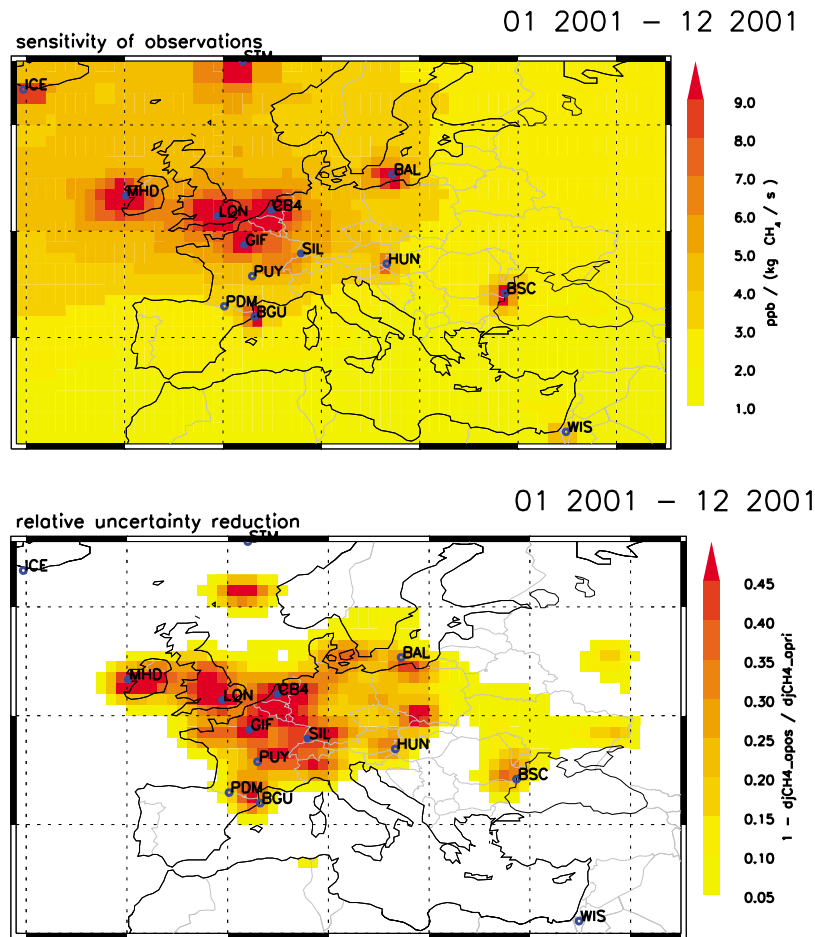 01 2001 – 12 2001
sensitivity of observations
STM
ICE
BAL
MHD
LON
CB4
GIF
SIL
HUN
PUY
BSC
PDM
BGU
WIS
9.0
8.0
7.0
6.0
5.0
4.0
3.0
2.0
1.0
ppb / (kg CH₄ / s )
01 2001 – 12 2001
relative uncertainty reduction
STM
ICE
BAL
MHD
LON
CB4
GIF
SIL
HUN
PUY
BSC
PDM
BGU
WIS
0.45
0.40
0.35
0.30
0.25
0.20
0.15
0.10
0.05
1 – djCH4_opos / djCH4_opri